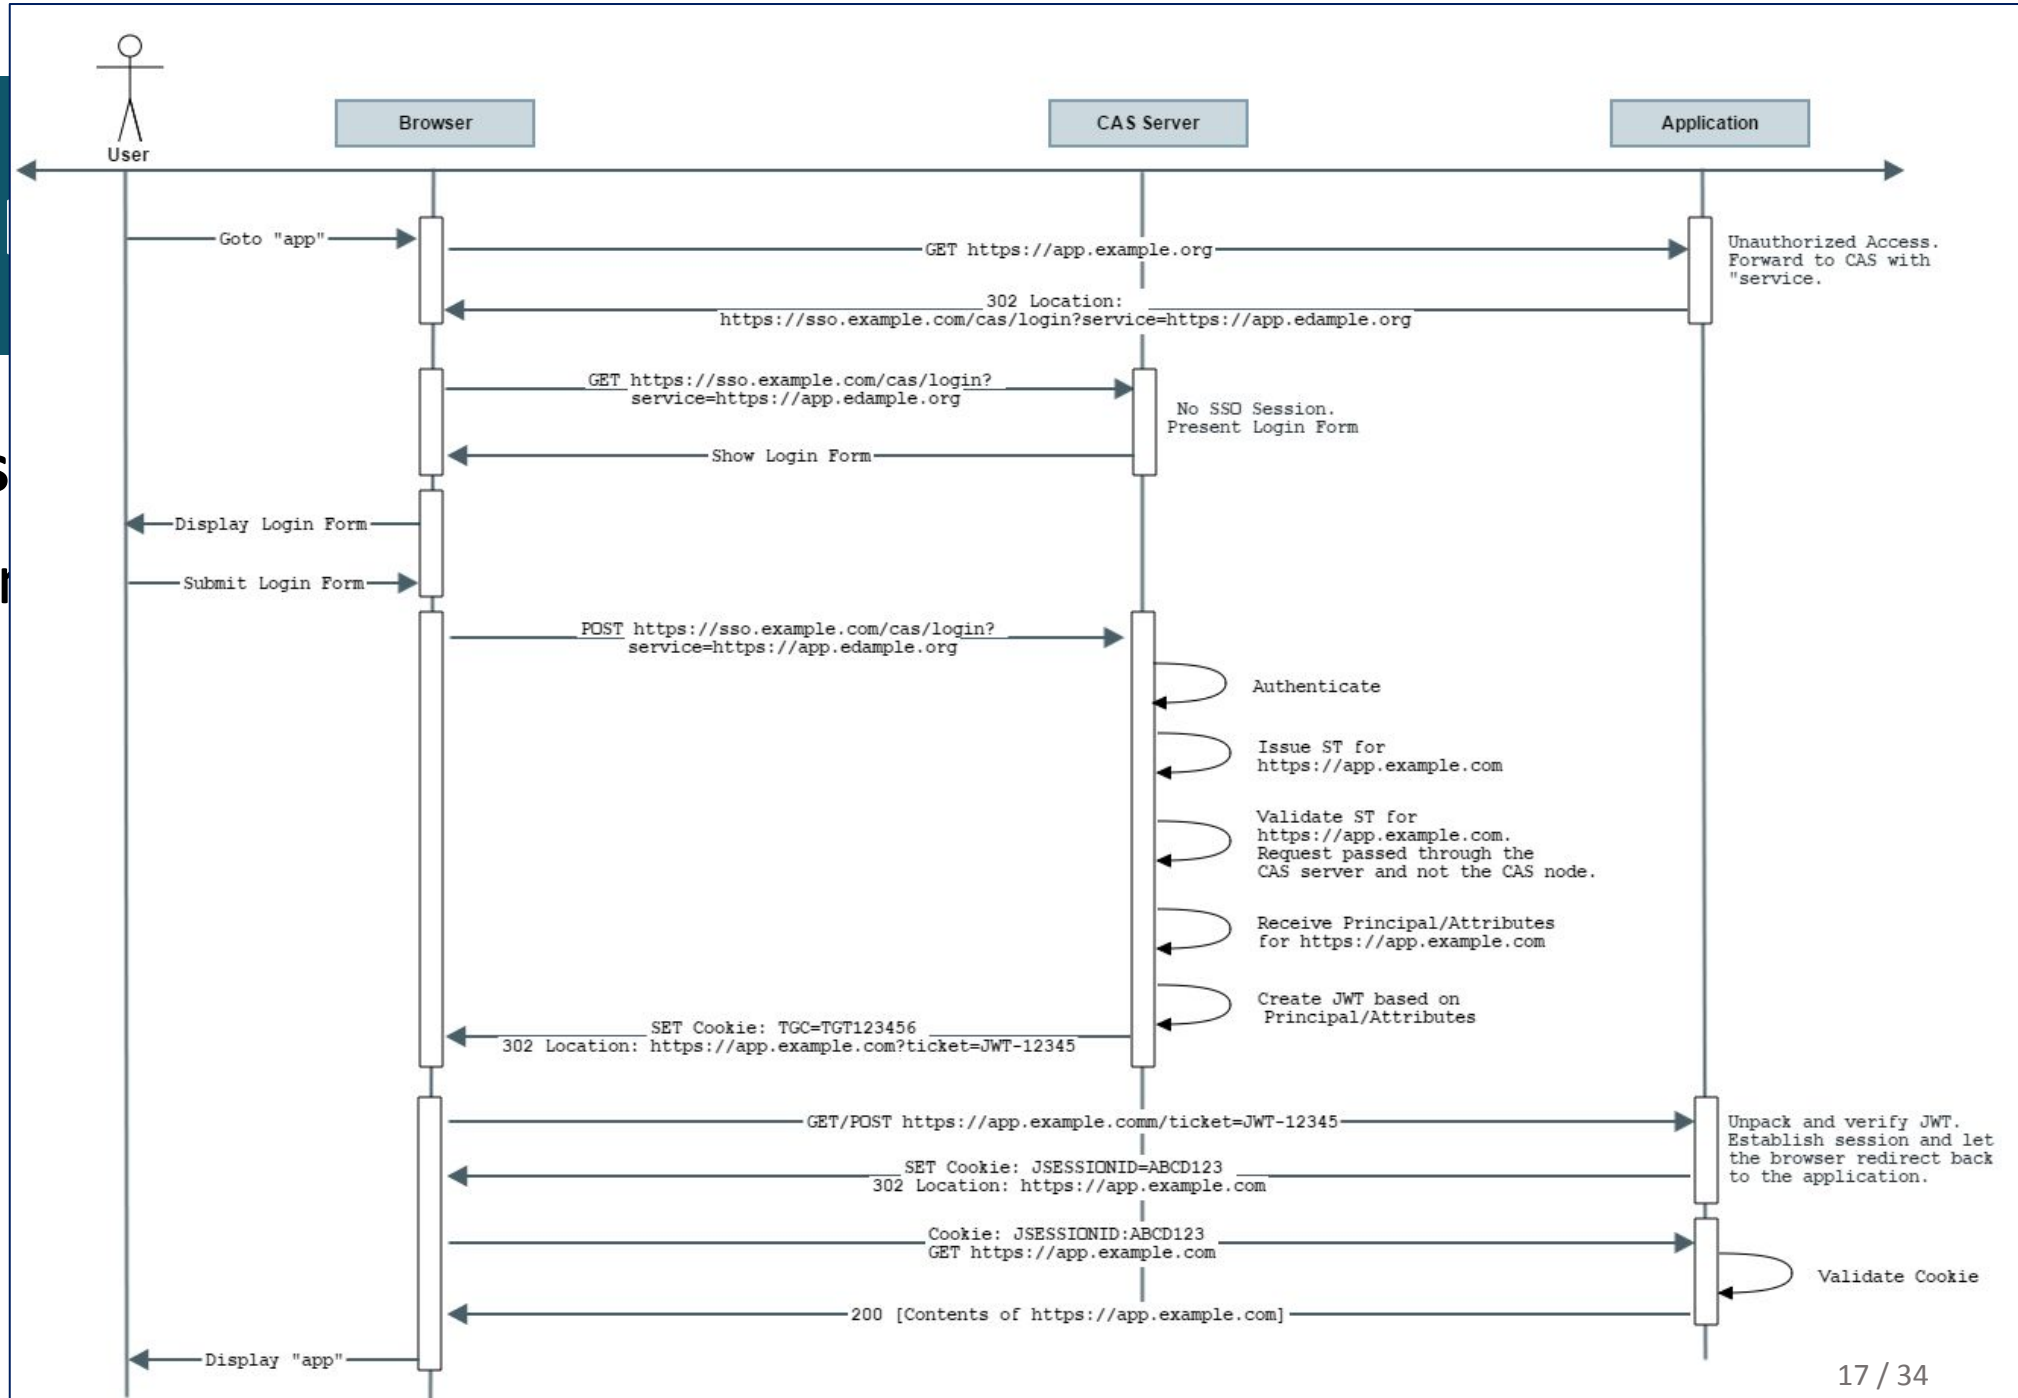 Browser
CAS Server
Application
User
Goto "app"
GET https://app.example.org
Unauthorized Access.
Forward to CAS with
"service.
302 Location:
https://sso.example.com/cas/login?service=https://app.edample.org
GET https://sso.example.com/cas/login?
service=https://app.edample.org
No SSO Session.
Present Login Form
Show Login Form
s
Display Login Form
Submit Login Form
POST https://sso.example.com/cas/login?
service=https://app.edample.org
Authenticate
Issue ST for
https://app.example.com
Validate ST for
https://app.example.com.
Request passed through the
CAS server and not the CAS node.
Receive Principal/Attributes
for https://app.example.com
Create JWT based on
Principal/Attributes
SET Cookie: TGC=TGT123456
302 Location: https://app.example.com?ticket=JWT-12345
GET/POST https://app.example.comm/ticket=JWT-12345
Unpack and verify JWT.
Establish session and let
the browser redirect back
to the application.
SET Cookie: JSESSIONID=ABCD123
302 Location: https://app.example.com
Cookie: JSESSIONID:ABCD123
GET https://app.example.com
Validate Cookie
200 [Contents of https://app.example.com]
Display "app"
17 / 34